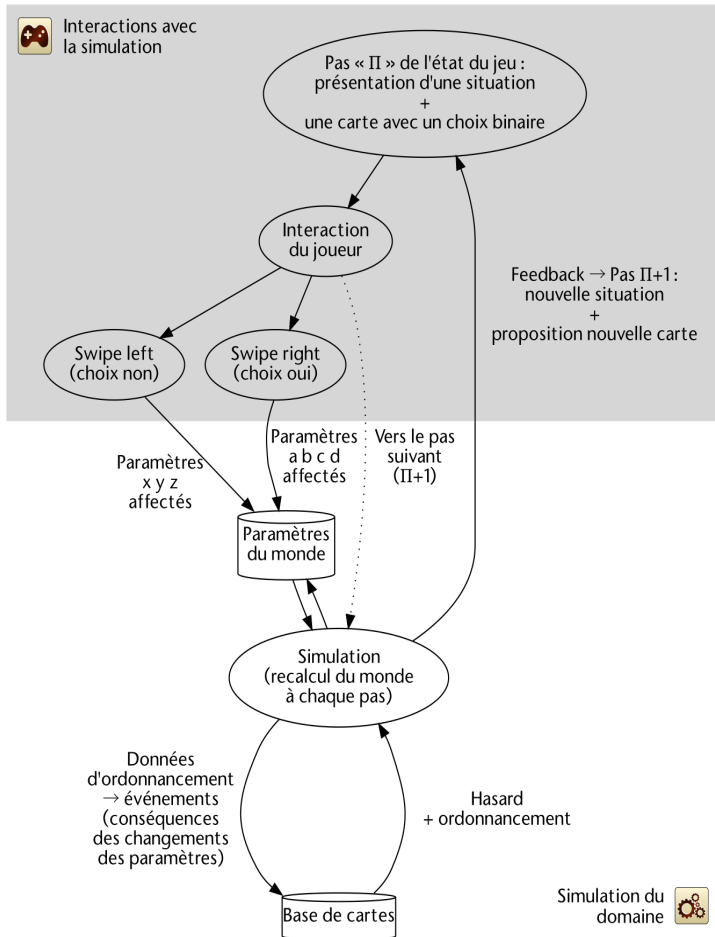 Interactions avec
la simulation
Pas « Π » de l'état du jeu :
présentation d'une situation
+
une carte avec un choix binaire
Interaction
du joueur
Feedback → Pas Π+1 :
nouvelle situation
+
proposition nouvelle carte
Swipe left
(choix non)
Swipe right
(choix oui)
Paramètres
x y z
affectés
Paramètres
a b c d
affectés
Vers le pas
suivant
(Π+1)
Paramètres
du monde
Simulation
(recalcul du monde
à chaque pas)
Données
d'ordonnancement
→ événements
(conséquences
des changements
des paramètres)
Hasard
+ ordonnancement
Base de cartes
Simulation du
domaine